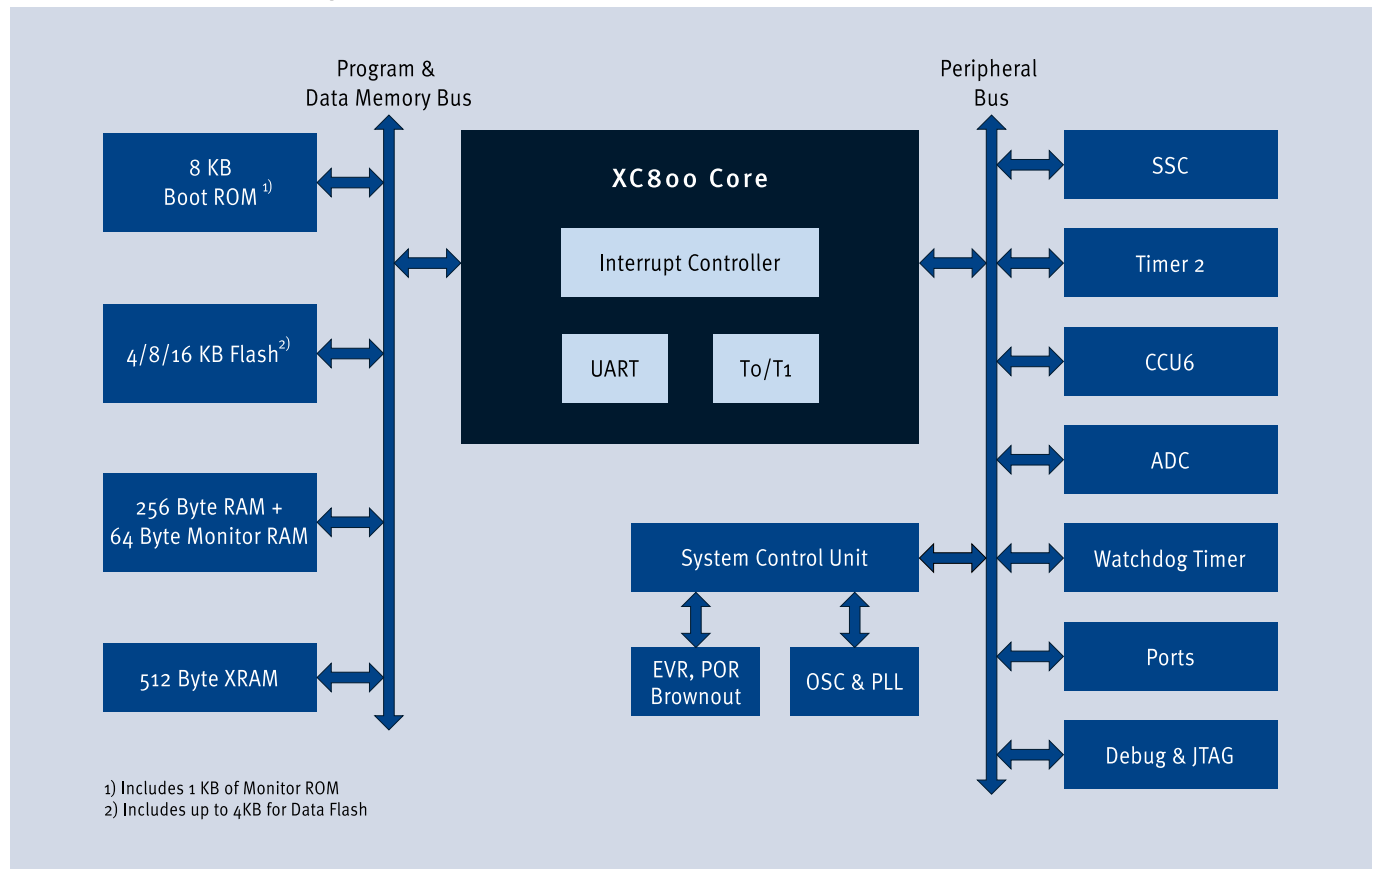 Program &
Data Memory Bus
Peripheral
Bus
8 KB
Boot ROM 1)
XC800 Core
SSC
Interrupt Controller
Timer 2
4/8/16 KB Flash2)
UART
T0/T1
CCU6
ADC
256 Byte RAM +
64 Byte Monitor RAM
System Control Unit
Watchdog Timer
512 Byte XRAM
EVR, POR
Brownout
OSC & PLL
Ports
Debug & JTAG
1) Includes 1 KB of Monitor ROM
2) Includes up to 4KB for Data Flash